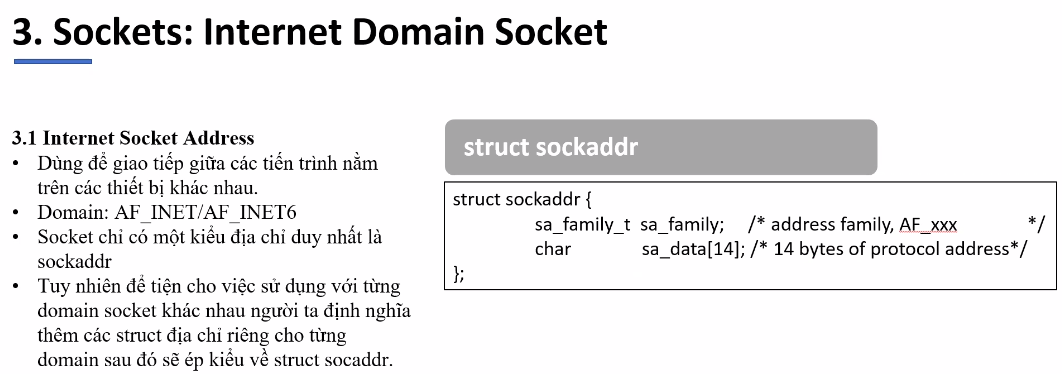 3. Sockets: Internet Domain Socket
3.1 Internet Socket Address
• Dùng để giao tiếp giữa các tiến trình nằm
trên các thiết bị khác nhau.
• Domain: AF_INET/AF_INET6
• Socket chỉ có một kiểu địa chỉ duy nhất là
sockaddr
• Tuy nhiên để tiện cho việc sử dụng với từng
domain socket khác nhau người ta định nghĩa
thêm các struct địa chỉ riêng cho từng
domain sau đó sẽ ép kiểu về struct socaddr.
struct sockaddr
struct sockaddr {
sa_family_t sa_family; /* address family, AF_xxx */
char sa_data[14]; /* 14 bytes of protocol address*/
};